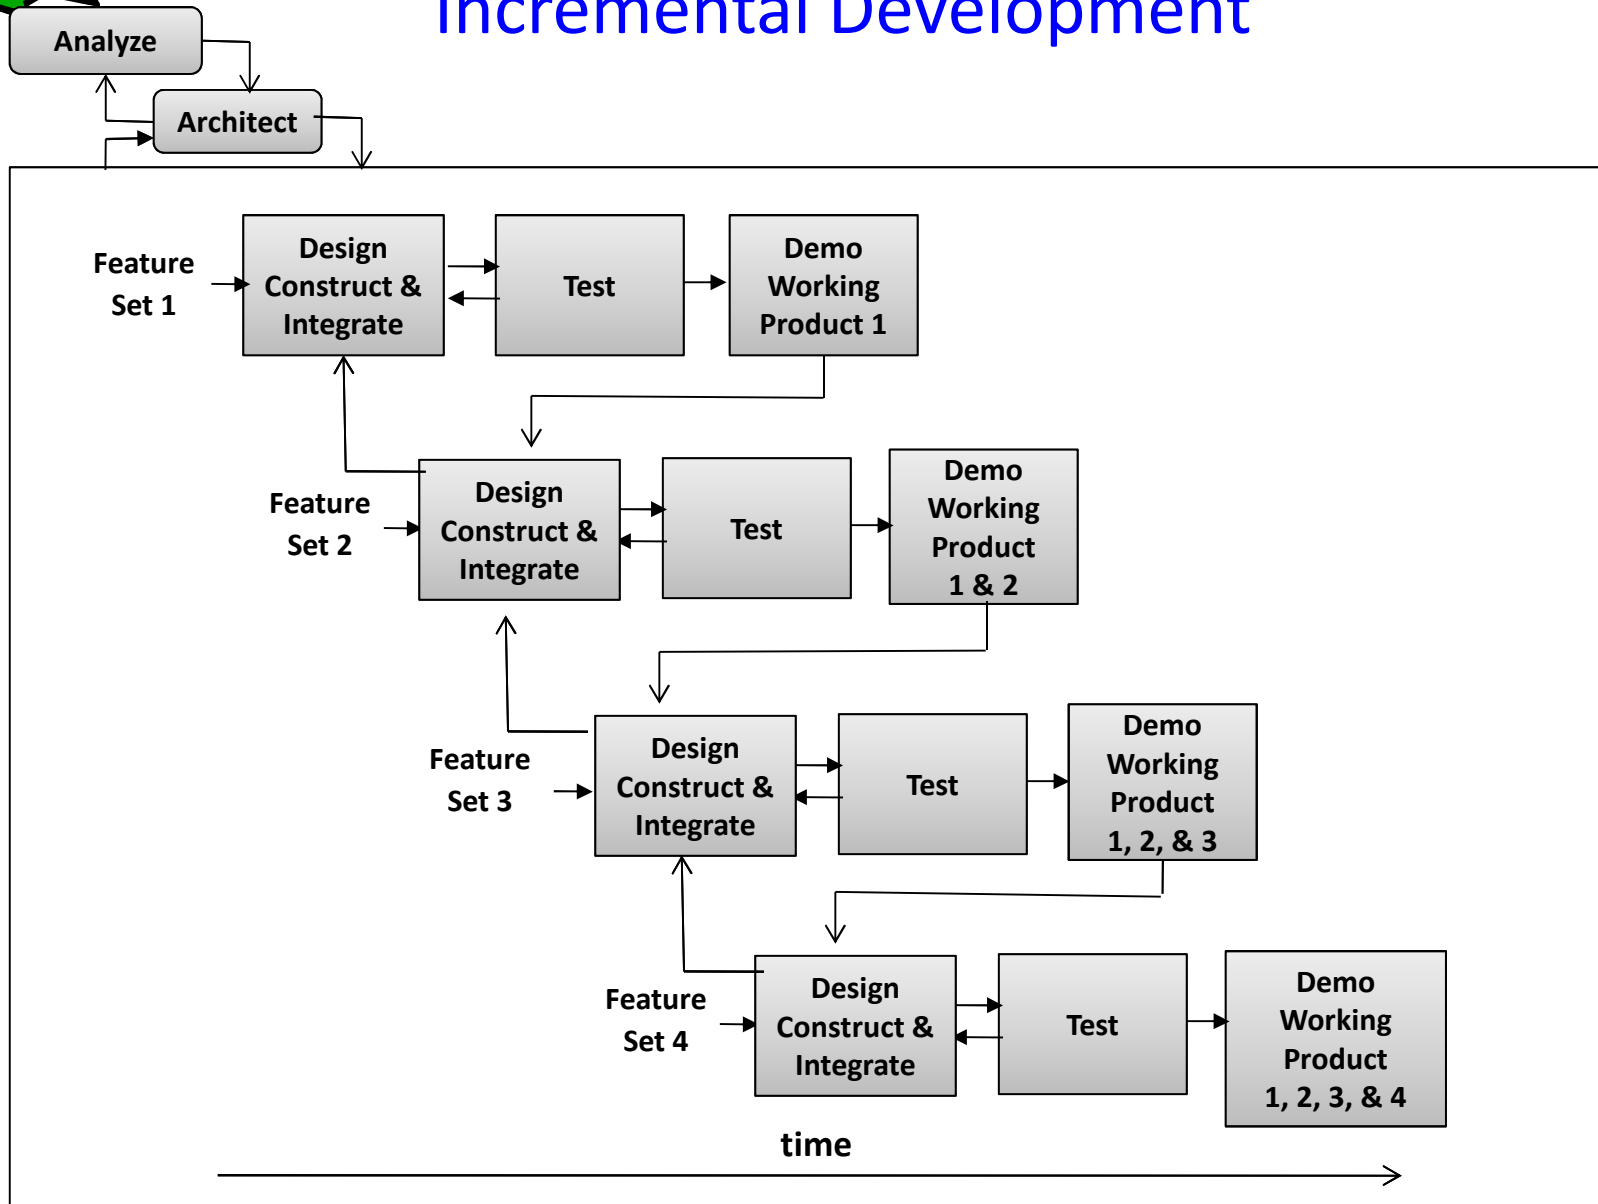 Incremental Development
Analyze
Architect
Feature
Set 1
Design
Construct &
Integrate
Test
Demo
Working
Product 1
Feature
Set 2
Design
Construct &
Integrate
Test
Demo
Working
Product
1 & 2
Feature
Set 3
Design
Construct &
Integrate
Test
Demo
Working
Product
1, 2, & 3
Feature
Set 4
Design
Construct &
Integrate
Test
Demo
Working
Product
1, 2, 3, & 4
time